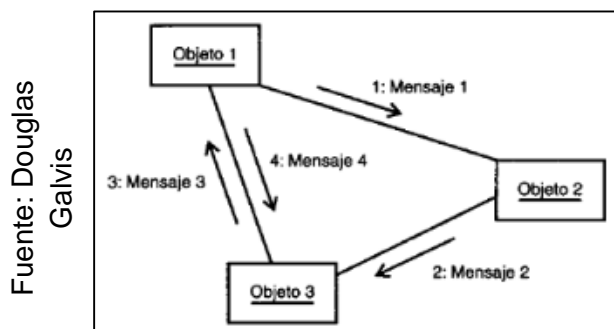 Fuente: Douglas
Galvis
Objeto 1
1: Mensaje 1
4: Mensaje 4
3: Mensaje 3
Objeto 2
2: Mensaje 2
Objeto 3